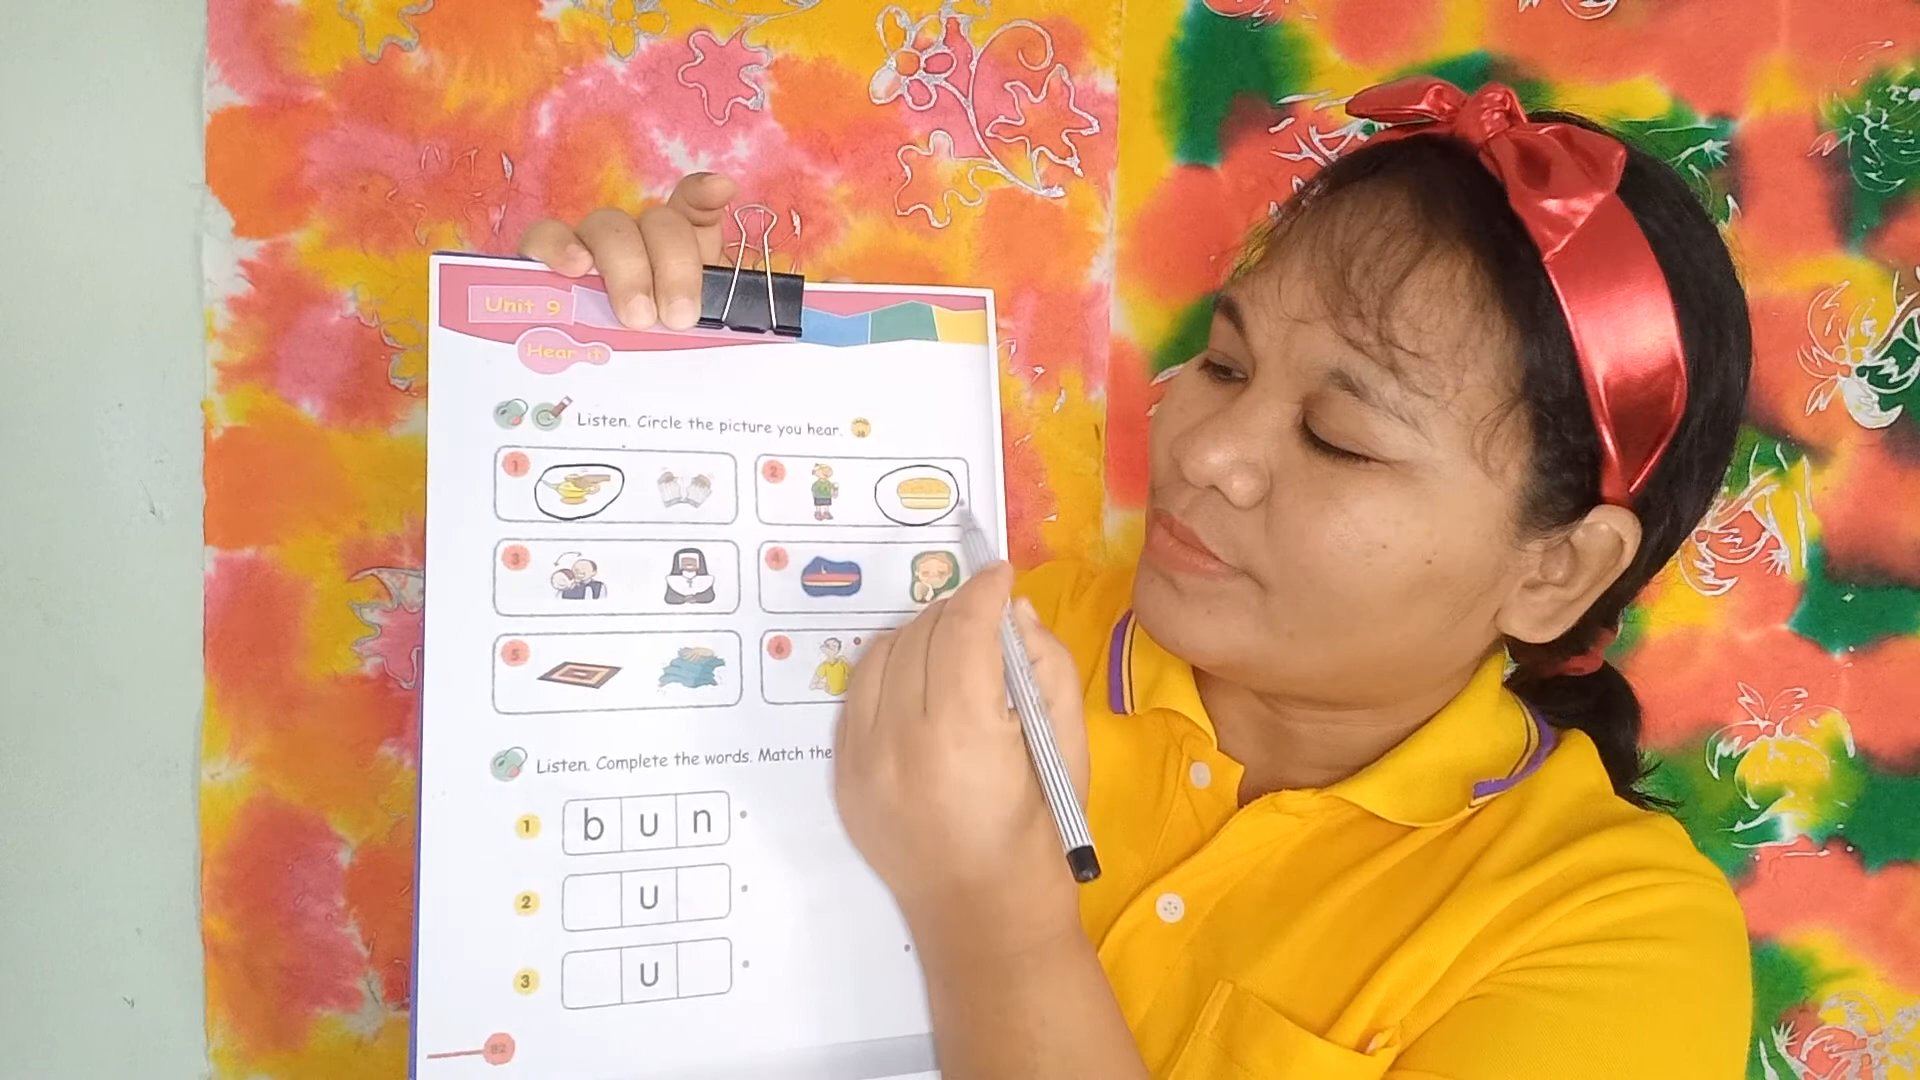 Unit 9
Hear it
Listen. Circle the picture you hear.
1
2
3
4
5
6
Listen. Complete the words. Match the
1 b u n
2 u
3 u
82